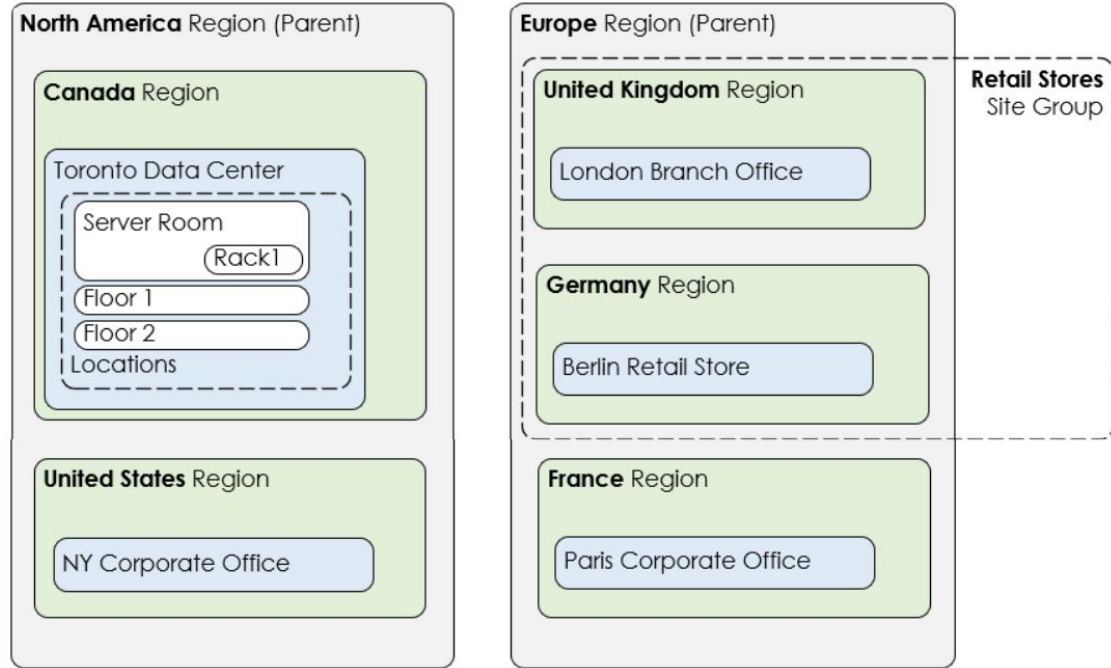 North America Region (Parent)
Canada Region
Toronto Data Center
Server Room
Rack1
Floor 1
Floor 2
Locations
United States Region
NY Corporate Office
Europe Region (Parent)
Retail Stores
Site Group
United Kingdom Region
London Branch Office
Germany Region
Berlin Retail Store
France Region
Paris Corporate Office